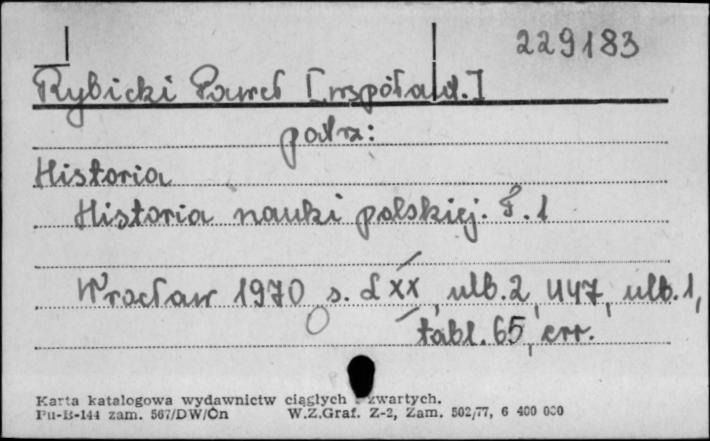 229183
Rybicki Paweł [współaut.]
patrz:
Historia
Historia nauki polskiej. T. 1
Wrocław 1970 s. LXX, ulb. 2, 447, ulb. 1,
tabl. 65, err.
Karta katalogowa wydawnictw ciągłych i zwartych.
Pu-B-144 zam. 567/DW/On W.Z.Graf. Z-2, Zam. 502/77, 6 400 000